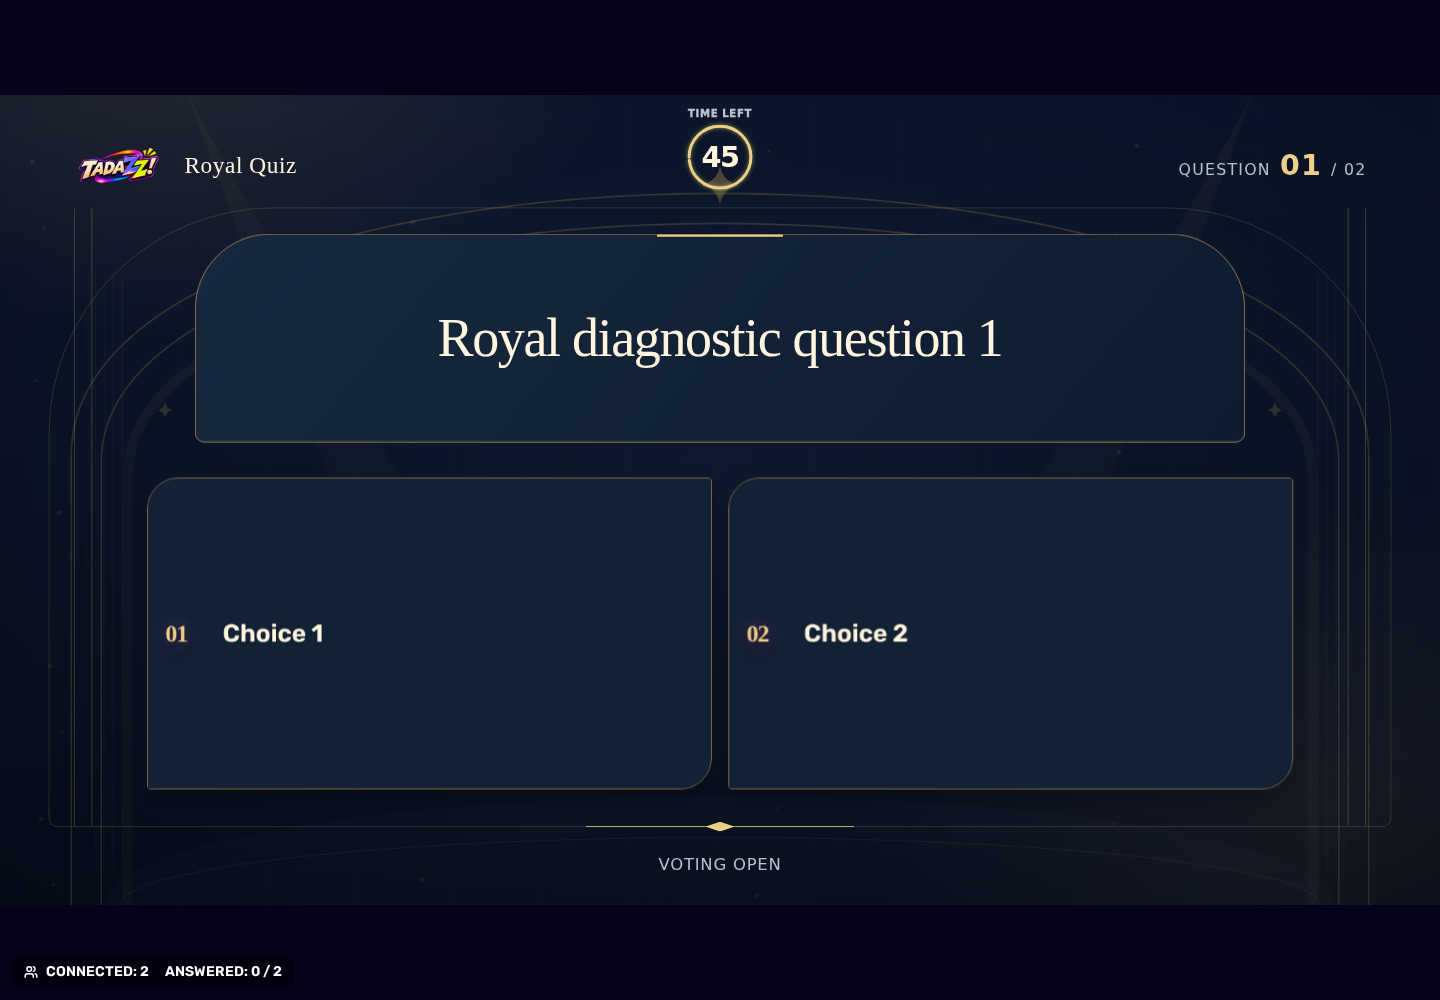 TIME LEFT
45
TADAZZ!
Royal Quiz
QUESTION 01 / 02
Royal diagnostic question 1
01 Choice 1
02 Choice 2
VOTING OPEN
CONNECTED: 2 ANSWERED: 0 / 2